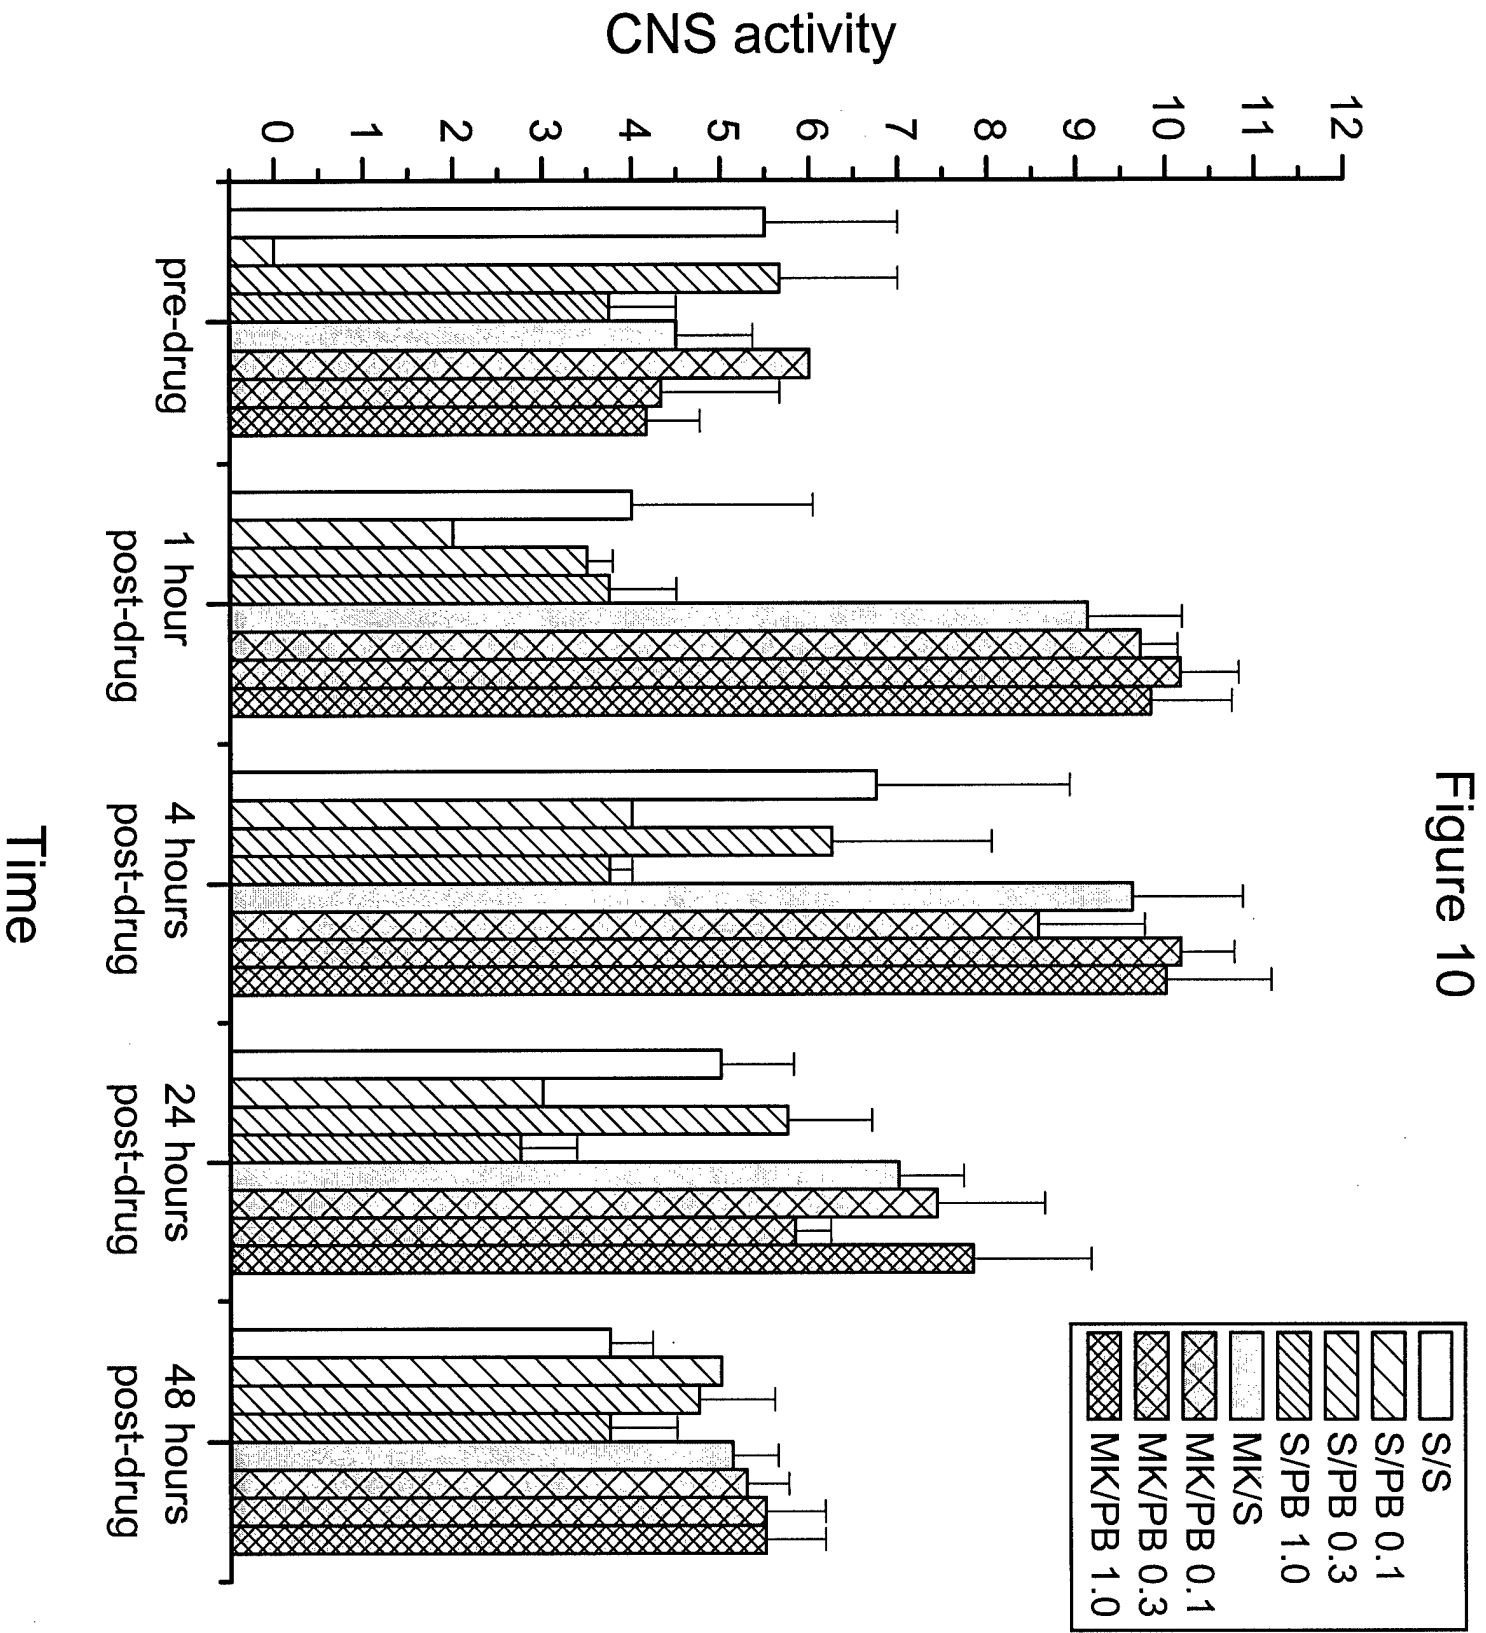 Figure 10
S/S
S/PB 0.1
S/PB 0.3
S/PB 1.0
MK/S
MK/PB 0.1
MK/PB 0.3
MK/PB 1.0
CNS activity
12
11
10
9
8
7
6
5
4
3
2
1
0
pre-drug
1 hour
post-drug
4 hours
post-drug
24 hours
post-drug
48 hours
post-drug
Time